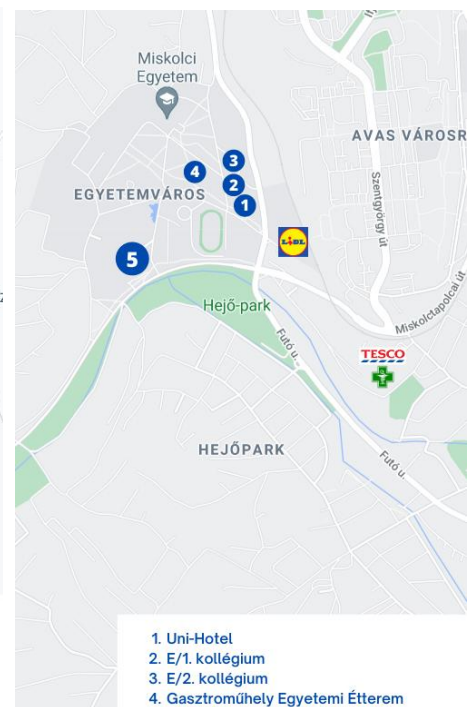 Miskolci
Egyetem
AVAS VÁROSR
3
4
2
EGYETEMVÁROS
1
Szentgyörgy út
LIDL
5
Hejő-park
Miskolctapolcai út
Futó u.
TESCO
HEJŐPARK
Futó u.
1. Uni-Hotel
2. E/1. kollégium
3. E/2. kollégium
4. Gasztroműhely Egyetemi Étterem